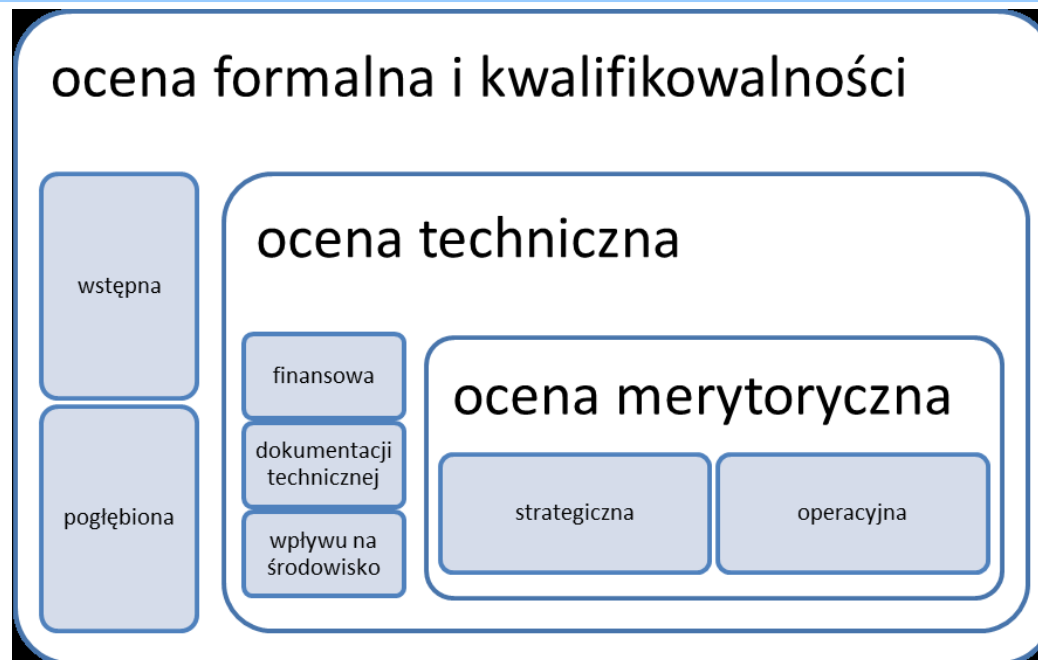 ocena formalna i kwalifikowalności
wstępna
pogłębiona
ocena techniczna
finansowa
dokumentacji
technicznej
wpływu na
środowisko
ocena merytoryczna
strategiczna
operacyjna